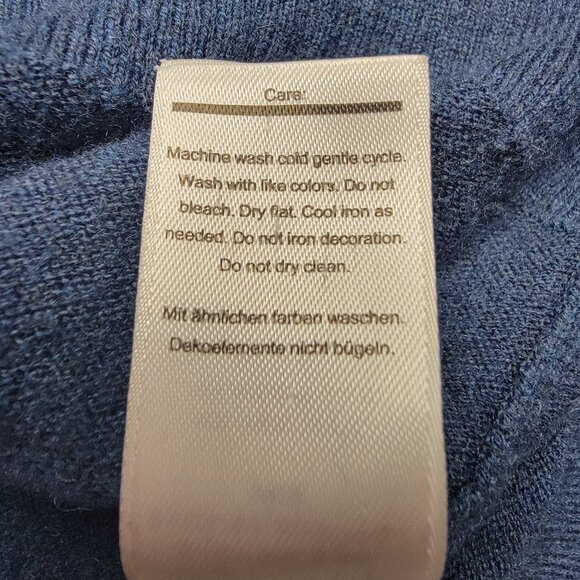 Care:
Machine wash cold gentle cycle.
Wash with like colors. Do not
bleach. Dry flat. Cool iron as
needed. Do not iron decoration.
Do not dry clean.
Mit ähnlichen farben waschen.
Dekoelemente nicht bügeln.